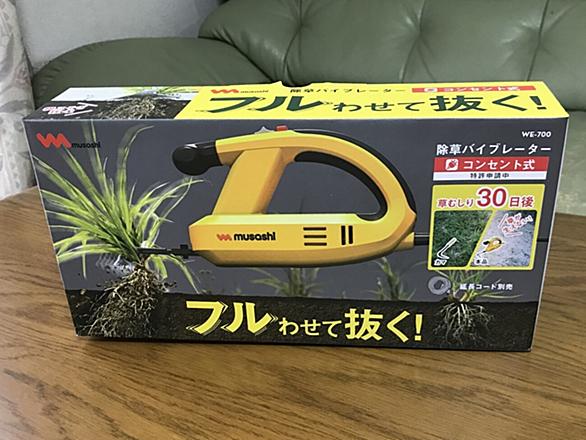 musashi
除草バイブレーター
コンセント式
ブルわせて抜く!
musashi
WE-700
除草バイブレーター
コンセント式
特許申請中
草むしり30日後
musashi
延長コード別売
ブルわせて抜く!